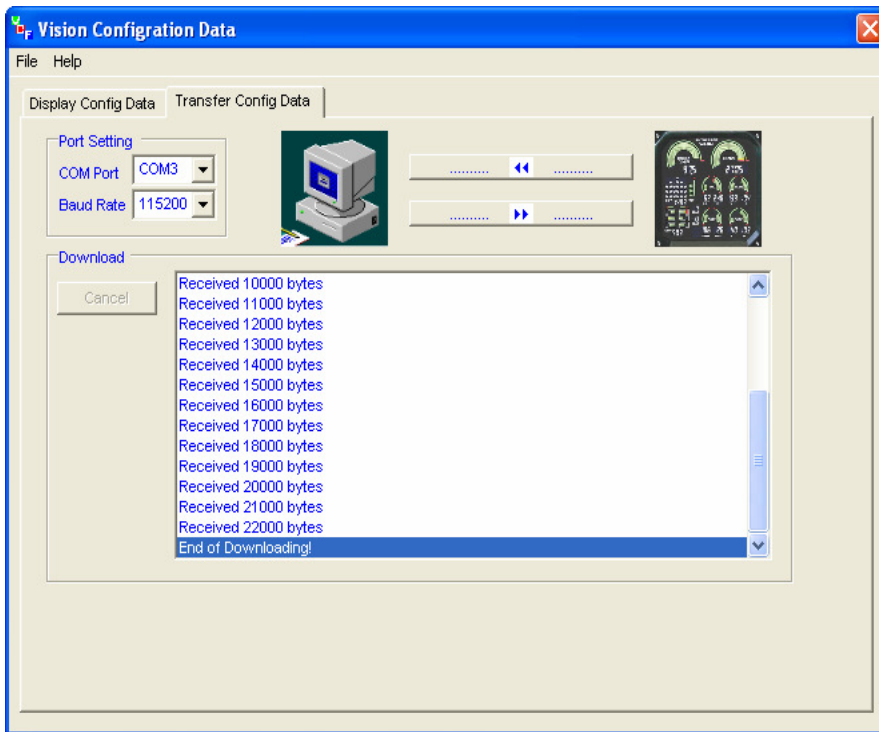 Vision Configration Data
File Help
Display Config Data Transfer Config Data
Port Setting
COM Port COM3
Baud Rate 115200
......... ..........
......... ..........
Download
Cancel
Received 10000 bytes
Received 11000 bytes
Received 12000 bytes
Received 13000 bytes
Received 14000 bytes
Received 15000 bytes
Received 16000 bytes
Received 17000 bytes
Received 18000 bytes
Received 19000 bytes
Received 20000 bytes
Received 21000 bytes
Received 22000 bytes
End of Downloading!